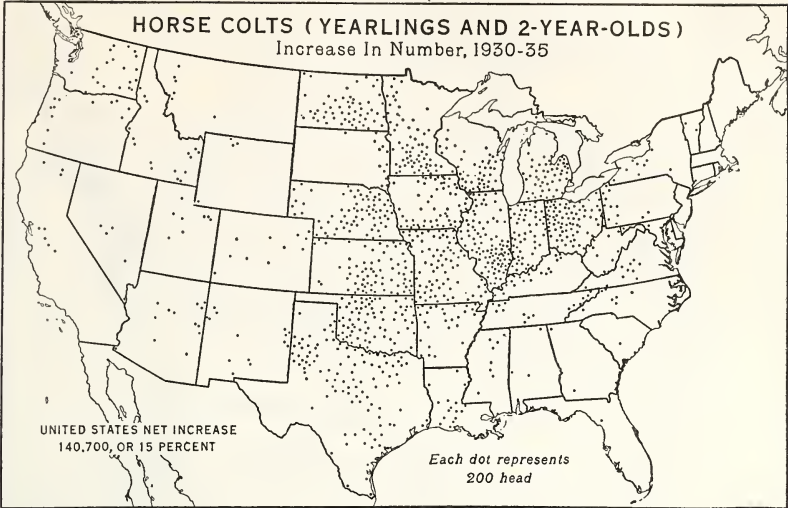 HORSE COLTS (YEARLINGS AND 2-YEAR-OLDS)
Increase In Number, 1930-35
UNITED STATES NET INCREASE
140,700, OR 15 PERCENT
Each dot represents
200 head